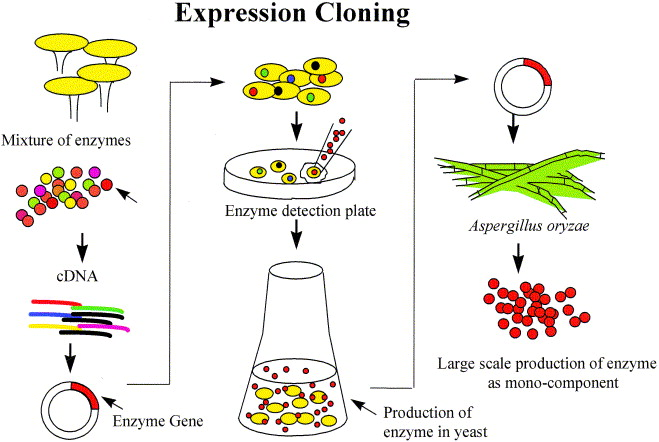 Expression Cloning
Mixture of enzymes
cDNA
Enzyme Gene
Enzyme detection plate
Production of
enzyme in yeast
Aspergillus oryzae
Large scale production of enzyme
as mono-component